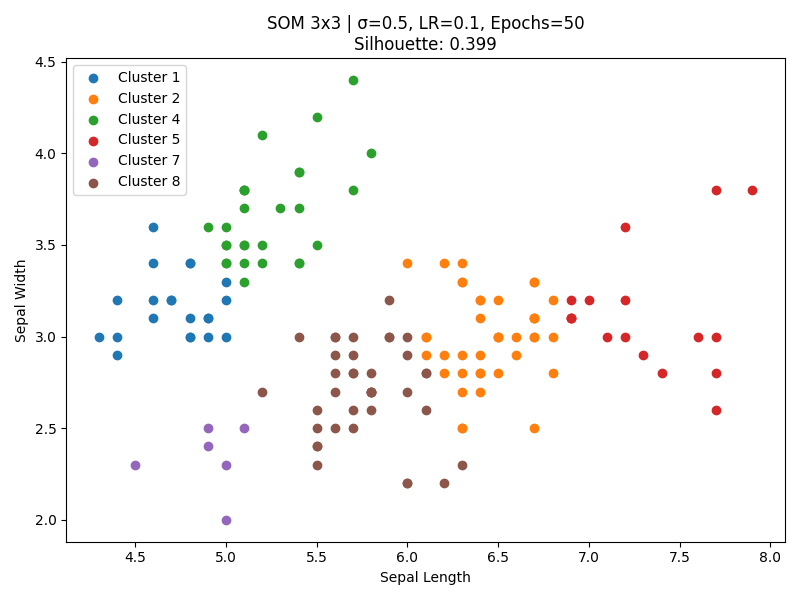 SOM 3x3 | σ=0.5, LR=0.1, Epochs=50
Silhouette: 0.399
Cluster 1
Cluster 2
Cluster 4
Cluster 5
Cluster 7
Cluster 8
4.5
4.0
3.5
3.0
2.5
2.0
Sepal Width
4.5 5.0 5.5 6.0 6.5 7.0 7.5 8.0
Sepal Length